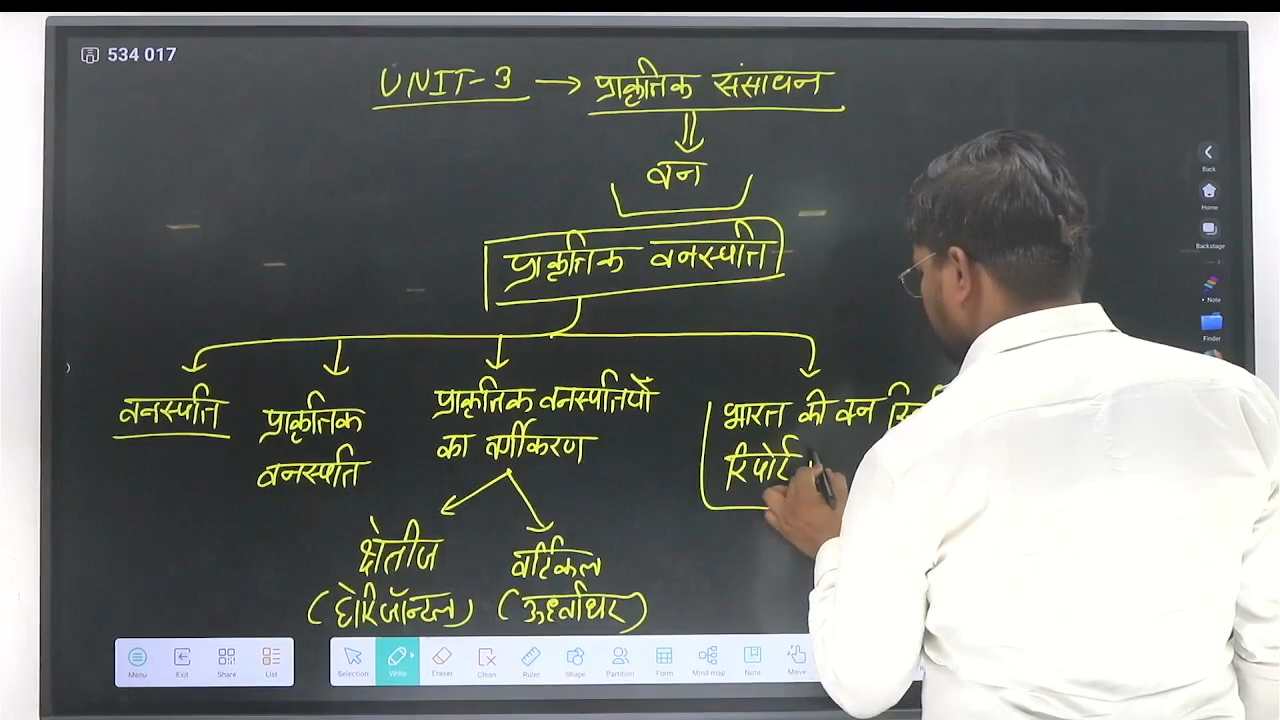 534 017
UNIT-3 → प्राकृतिक संसाधन
वन
प्राकृतिक वनस्पति
वनस्पति
प्राकृतिक
वनस्पति
प्राकृतिक वनस्पतियों
का वर्गीकरण
क्षेतीज
(होरिजॉन्टल)
वर्टिकल
(ऊर्ध्वाधर)
भारत की वन
रिपोर्ट
Back
Home
Backstage
Note
Finder
Menu
Exit
Share
List
Selection
Write
Eraser
Clean
Ruler
Shape
Partition
Form
Mind map
Note
Move